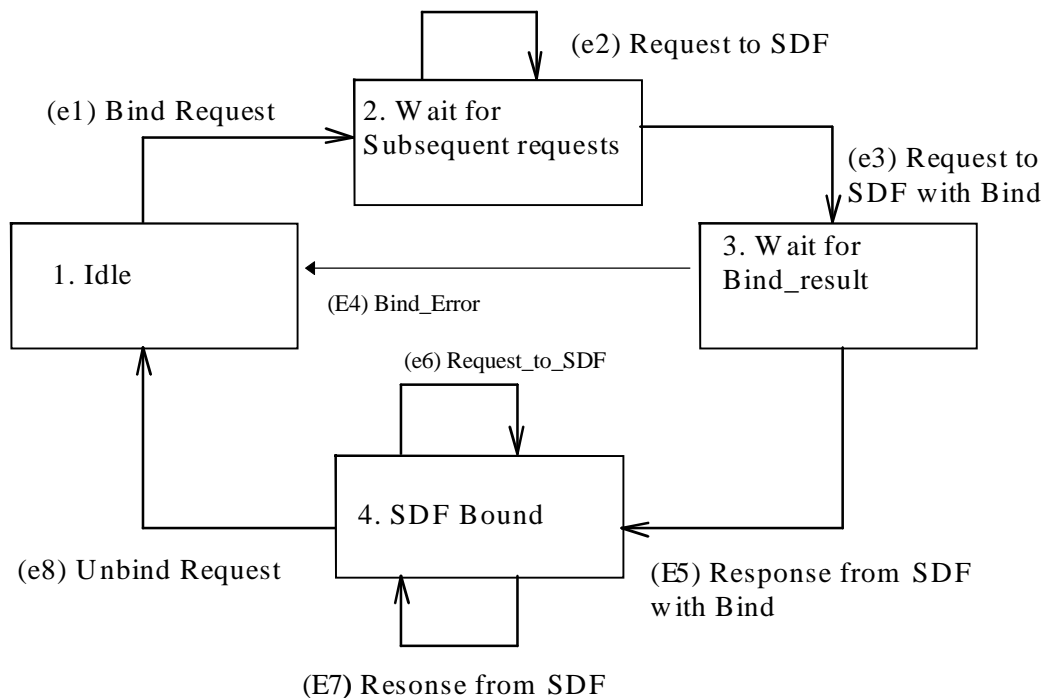 (e2) Request to SDF
(e1) Bind Request
2. Wait for
Subsequent requests
(e3) Request to
SDF with Bind
1. Idle
3. Wait for
Bind_result
(E4) Bind_Error
(e6) Request_to_SDF
4. SDF Bound
(e8) Unbind Request
(E5) Response from SDF
with Bind
(E7) Resonse from SDF